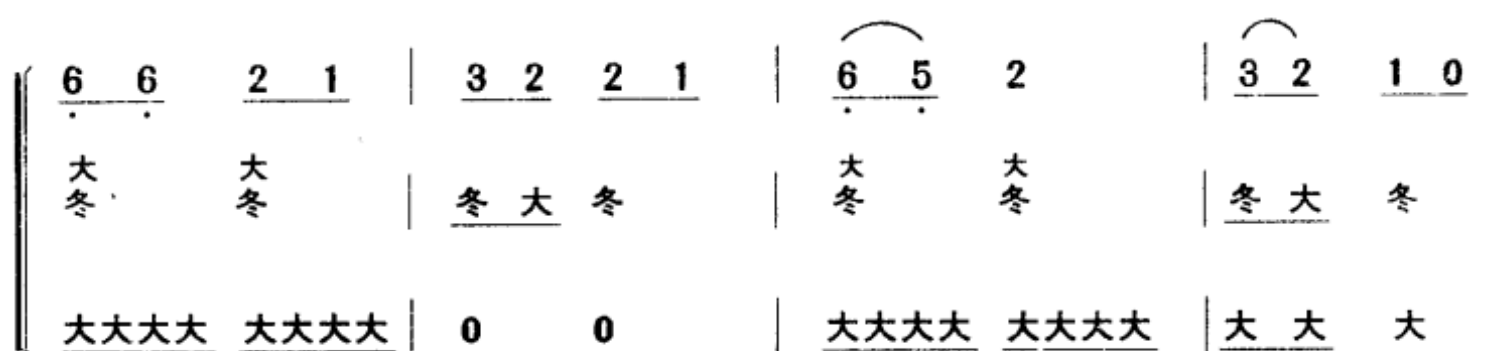 6 6 2 1 3 2 2 1 6 5 2 3 2 1 0
大 大 大 大
冬 冬 冬 大 冬 冬 冬 冬 大 冬
大大大大 大大大大 0 0 大大大大 大大大大 大 大 大